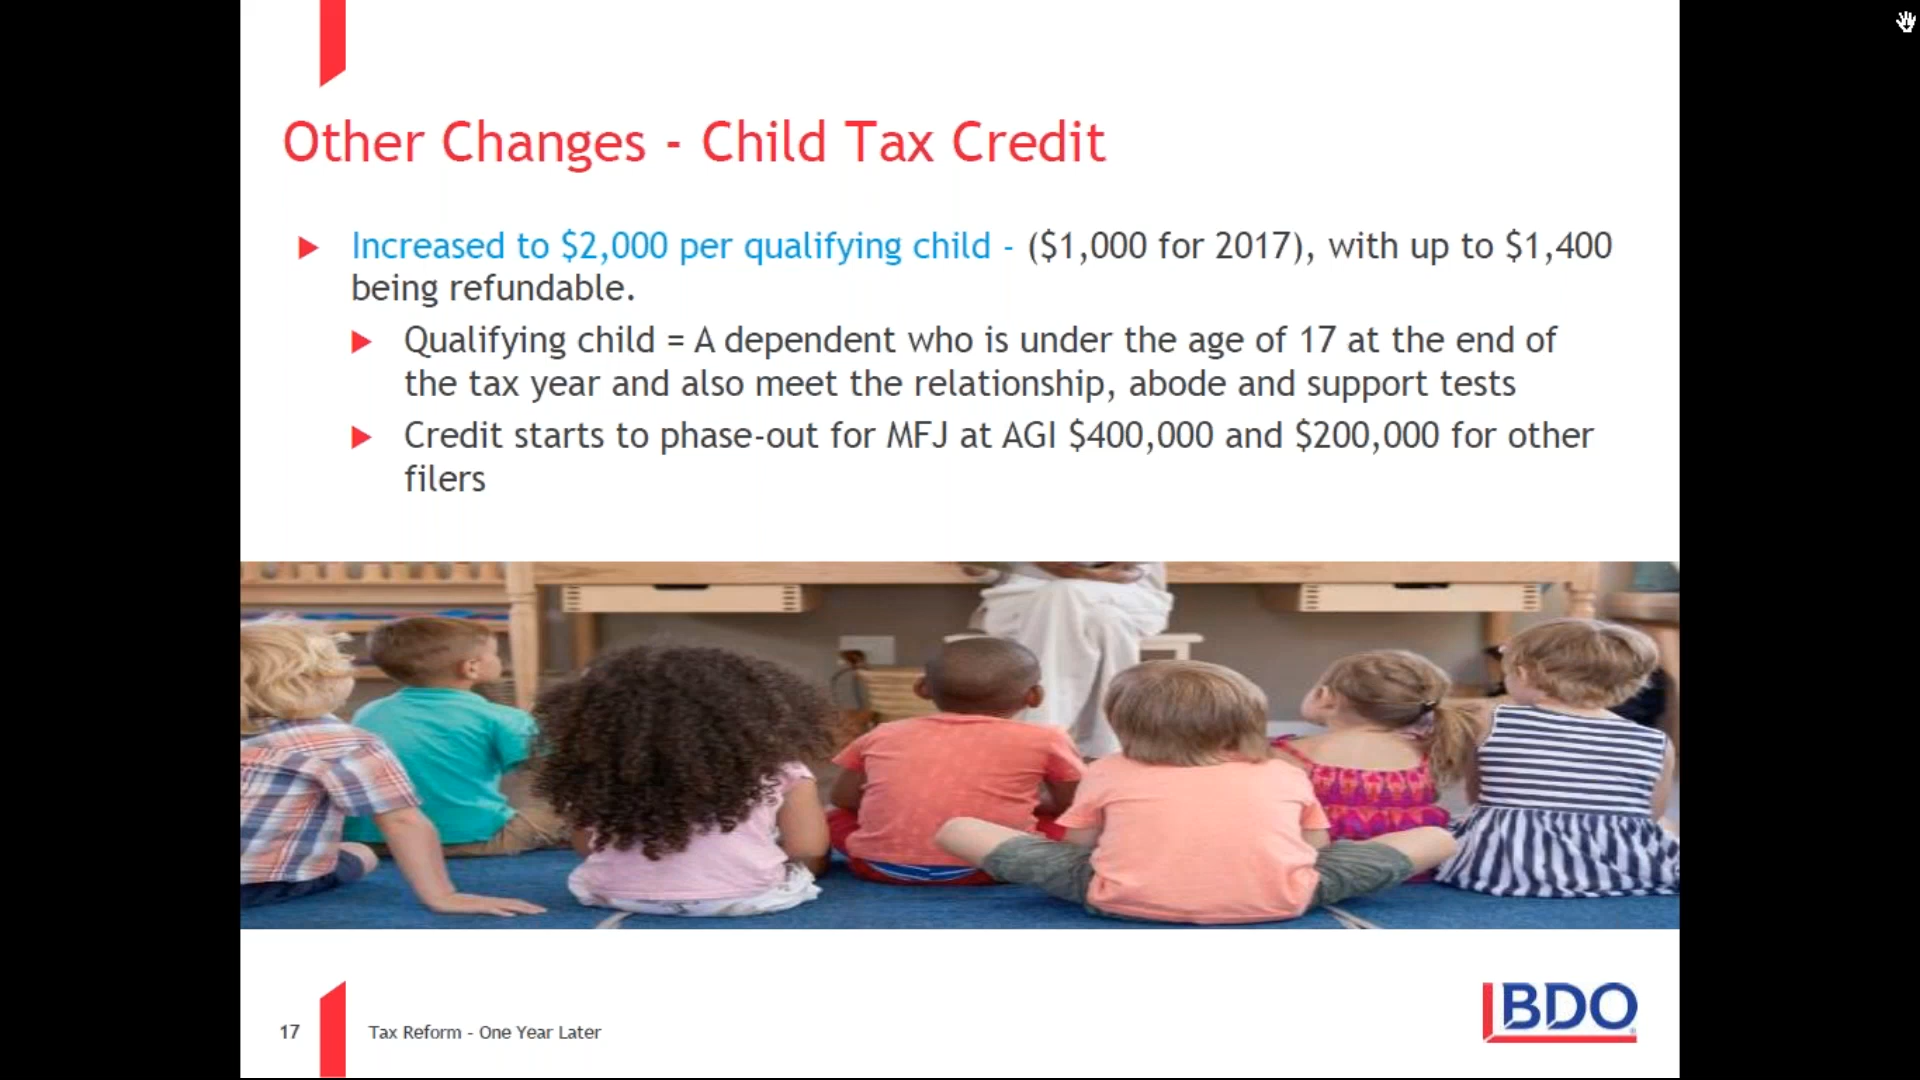 Other Changes - Child Tax Credit
Increased to $2,000 per qualifying child - ($1,000 for 2017), with up to $1,400
being refundable.
Qualifying child = A dependent who is under the age of 17 at the end of
the tax year and also meet the relationship, abode and support tests
Credit starts to phase-out for MFJ at AGI $400,000 and $200,000 for other
filers
17
Tax Reform - One Year Later
BDO